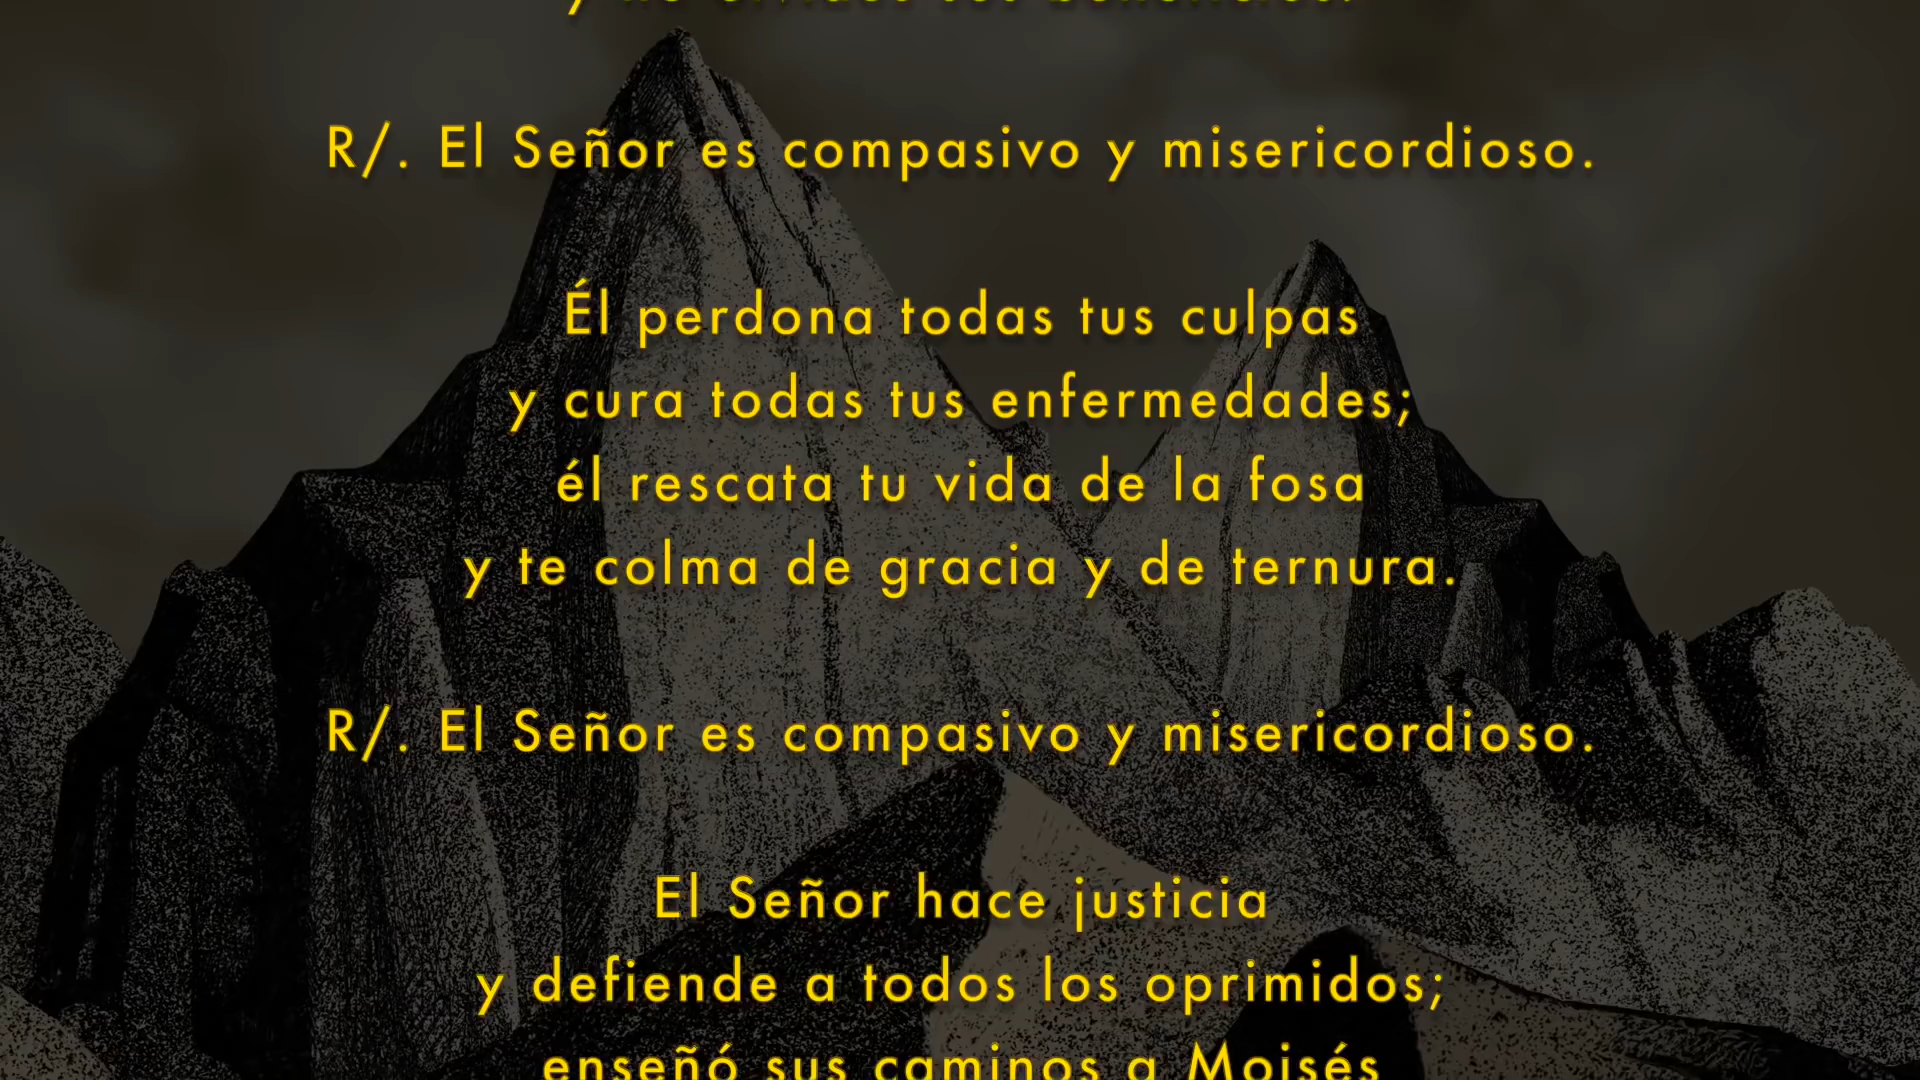 R/. El Señor es compasivo y misericordioso.
Él perdona todas tus culpas
y cura todas tus enfermedades;
él rescata tu vida de la fosa
y te colma de gracia y de ternura.
R/. El Señor es compasivo y misericordioso.
El Señor hace justicia
y defiende a todos los oprimidos;
enseñó sus caminos a Moisés